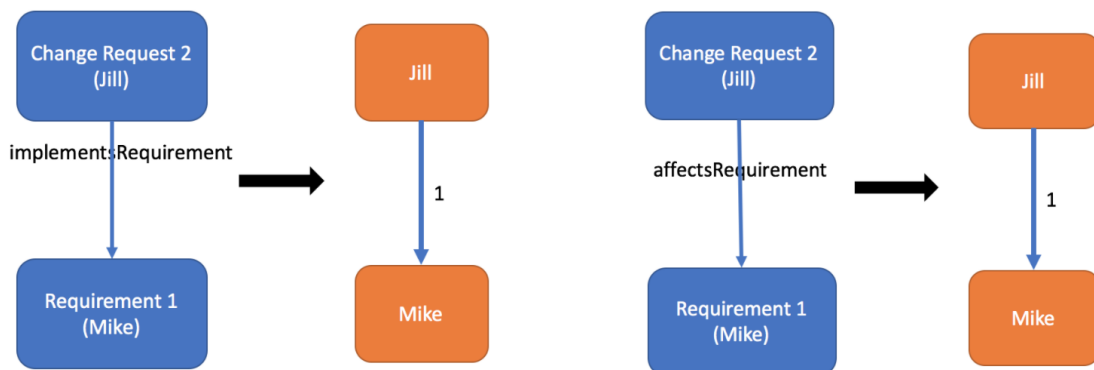 Change Request 2
(Jill)
Jill
implementsRequirement
1
Requirement 1
(Mike)
Mike
Change Request 2
(Jill)
Jill
affectsRequirement
1
Requirement 1
(Mike)
Mike